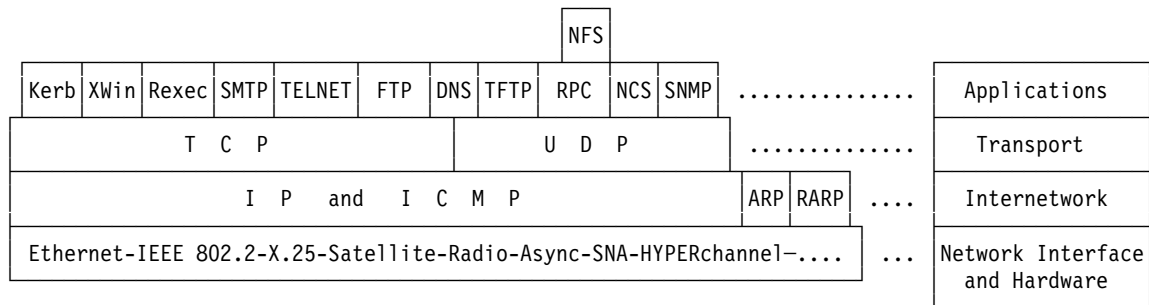 NFS
Kerb XWin Rexec SMTP TELNET FTP DNS TFTP RPC NCS SNMP ............... Applications
T C P U D P .............. Transport
I P and I C M P ARP RARP .... Internetwork
Ethernet-IEEE 802.2-X.25-Satellite-Radio-Async-SNA-HYPERchannel–.... ... Network Interface
and Hardware